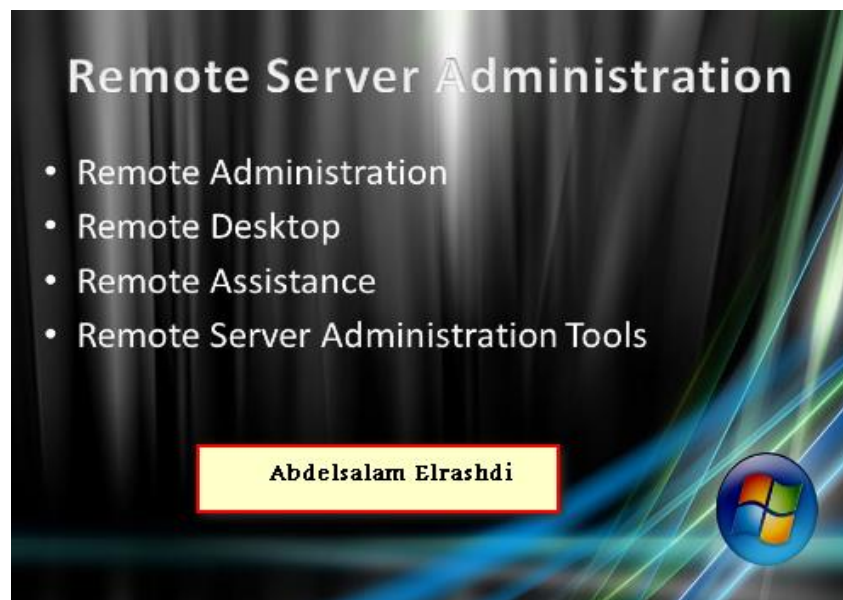 Remote Server Administration
• Remote Administration
• Remote Desktop
• Remote Assistance
• Remote Server Administration Tools
Abdelsalam Elrashdi